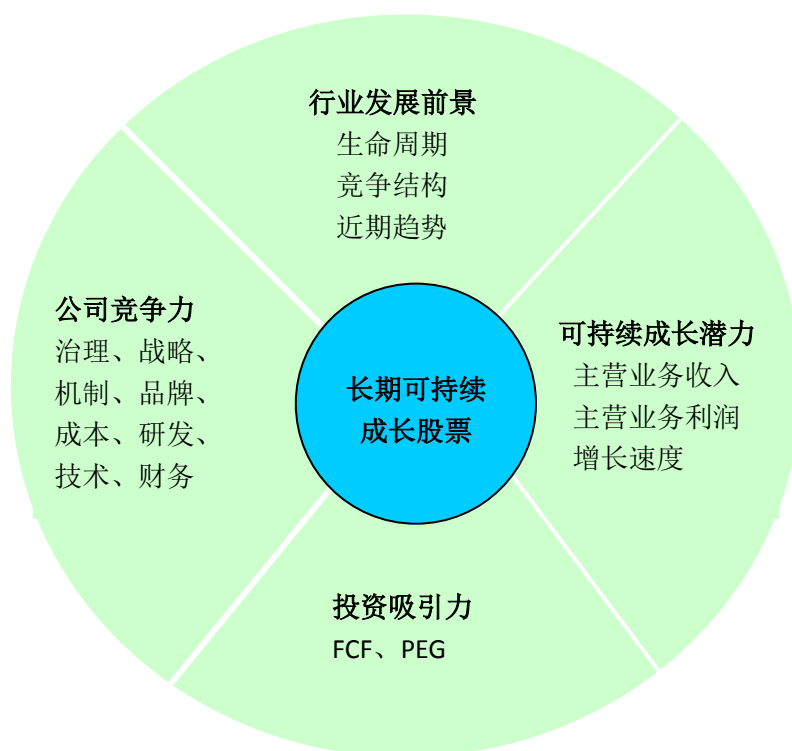 行业发展前景
生命周期
竞争结构
近期趋势
公司竞争力
治理、战略、
机制、品牌、
成本、研发、
技术、财务
长期可持续
成长股票
可持续成长潜力
主营业务收入
主营业务利润
增长速度
投资吸引力
FCF、PEG